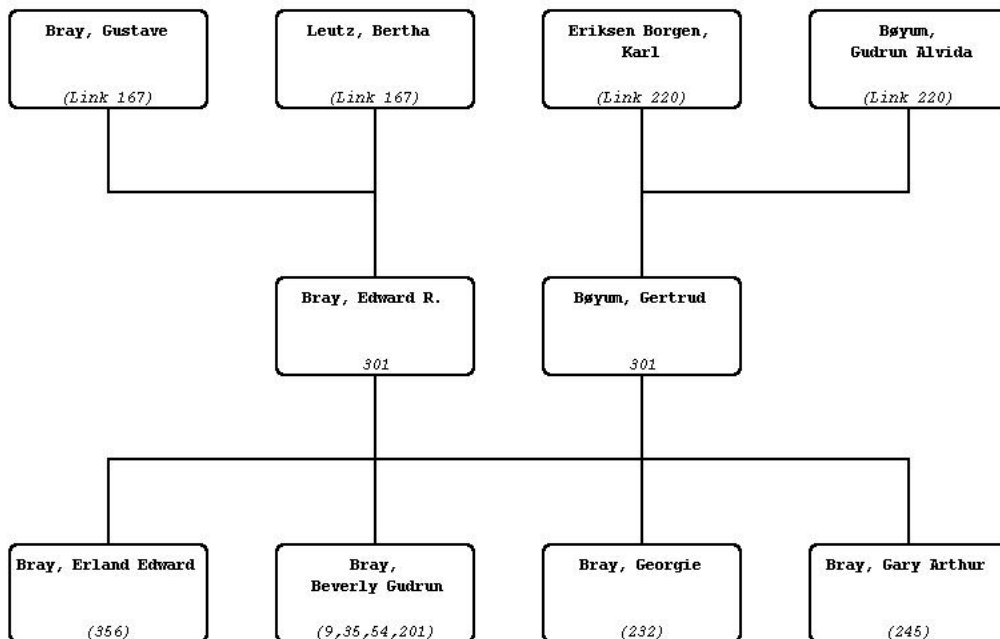 Bray, Gustave
(Link 167)
Leutz, Bertha
(Link 167)
Eriksen Borgen,
Karl
(Link 220)
Bøyum,
Gudrun Alvida
(Link 220)
Bray, Edward R.
301
Bøyum, Gertrud
301
Bray, Erland Edward
(356)
Bray,
Beverly Gudrun
(9,35,54,201)
Bray, Georgie
(232)
Bray, Gary Arthur
(245)